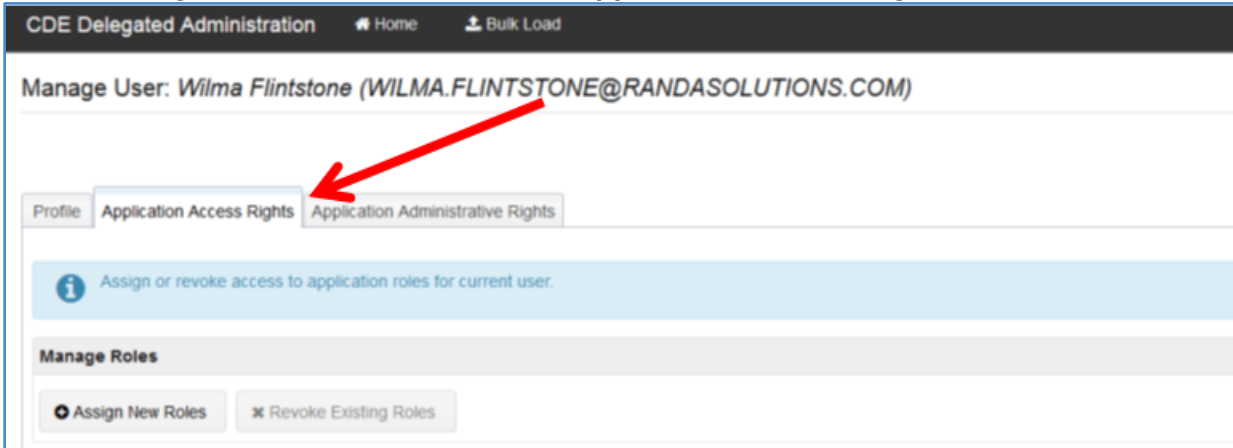 CDE Delegated Administration Home Bulk Load
Manage User: Wilma Flintstone (WILMA.FLINTSTONE@RANDASOLUTIONS.COM)
Profile Application Access Rights Application Administrative Rights
Assign or revoke access to application roles for current user.
Manage Roles
Assign New Roles Revoke Existing Roles